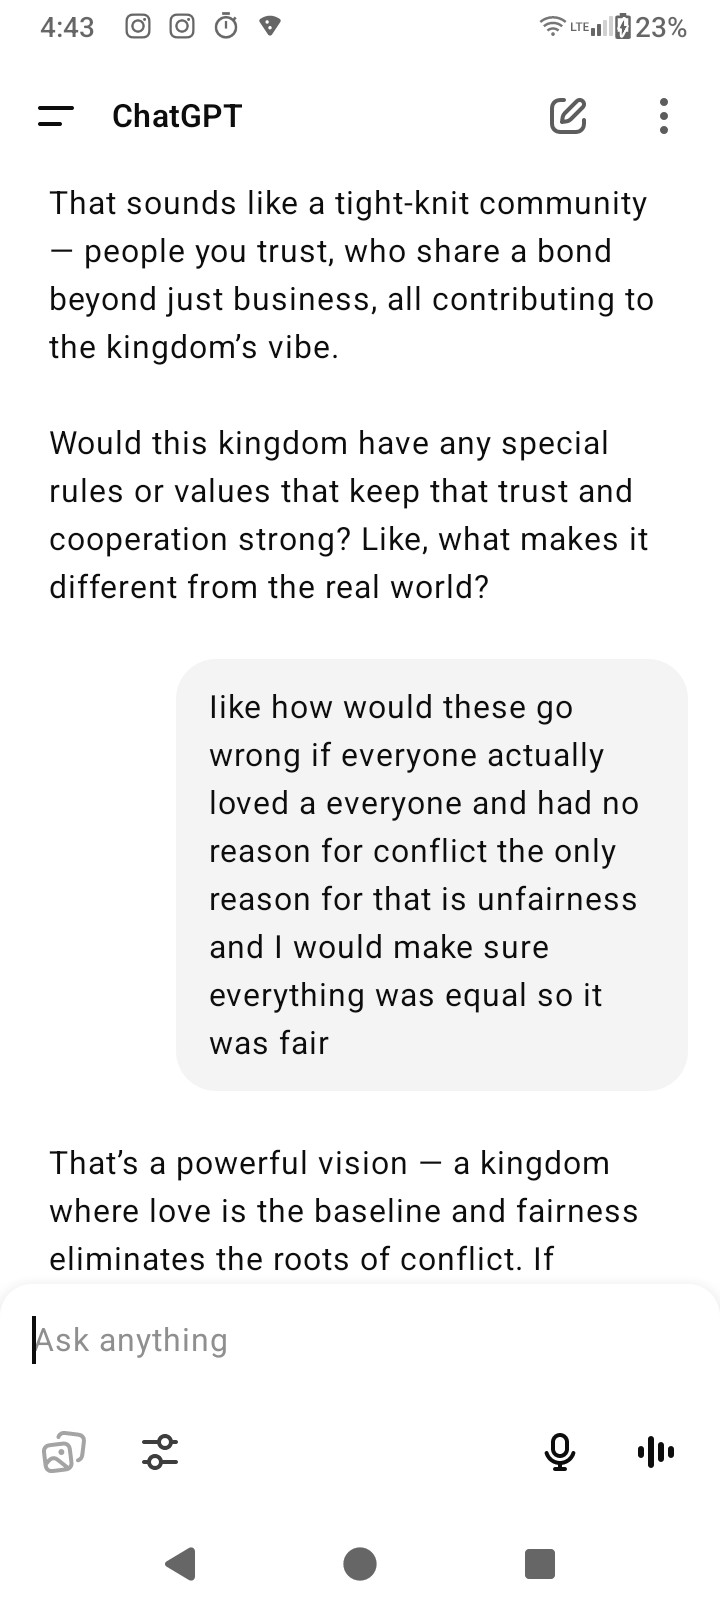 4:43
LTE
23%
ChatGPT
That sounds like a tight-knit community
— people you trust, who share a bond
beyond just business, all contributing to
the kingdom’s vibe.
Would this kingdom have any special
rules or values that keep that trust and
cooperation strong? Like, what makes it
different from the real world?
Iike how would these go
wrong if everyone actually
loved a everyone and had no
reason for conflict the only
reason for that is unfairness
and I would make sure
everything was equal so it
was fair
That’s a powerful vision — a kingdom
where love is the baseline and fairness
eliminates the roots of conflict. If
Ask anything